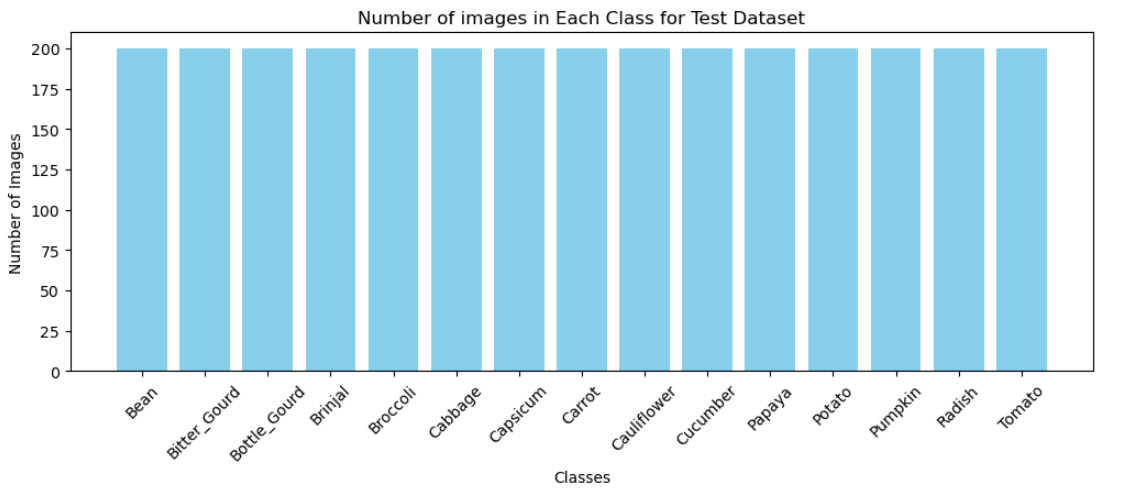 Number of images in Each Class for Test Dataset
Number of Images
200
175
150
125
100
75
50
25
0
Bean
Bitter_Gourd
Bottle_Gourd
Brinjal
Broccoli
Cabbage
Capsicum
Carrot
Cauliflower
Cucumber
Papaya
Potato
Pumpkin
Radish
Tomato
Classes